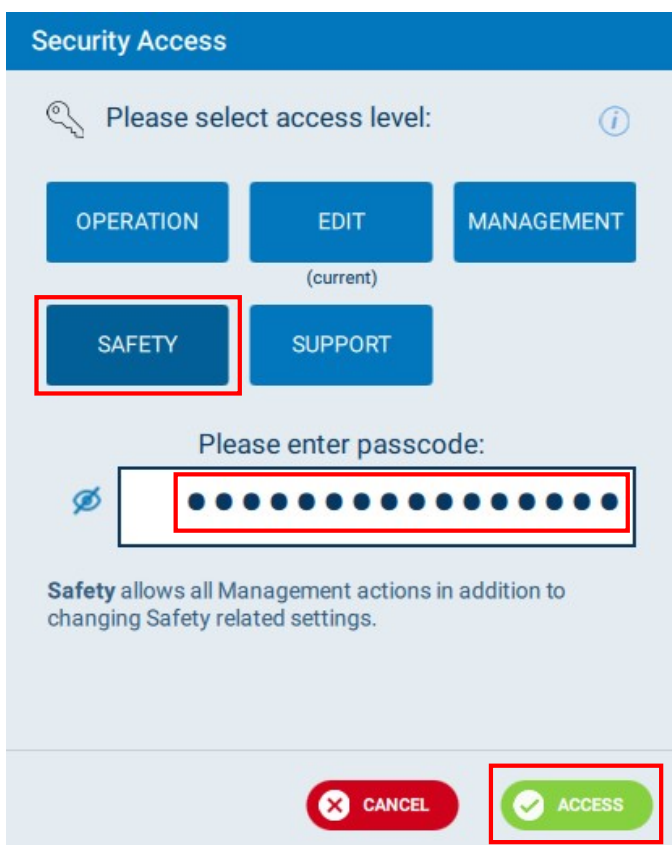 Security Access
Please select access level:
i
OPERATION
EDIT
MANAGEMENT
(current)
SAFETY
SUPPORT
Please enter passcode:
●●●●●●●●●●●●●●●●
Safety allows all Management actions in addition to
changing Safety related settings.
CANCEL
ACCESS